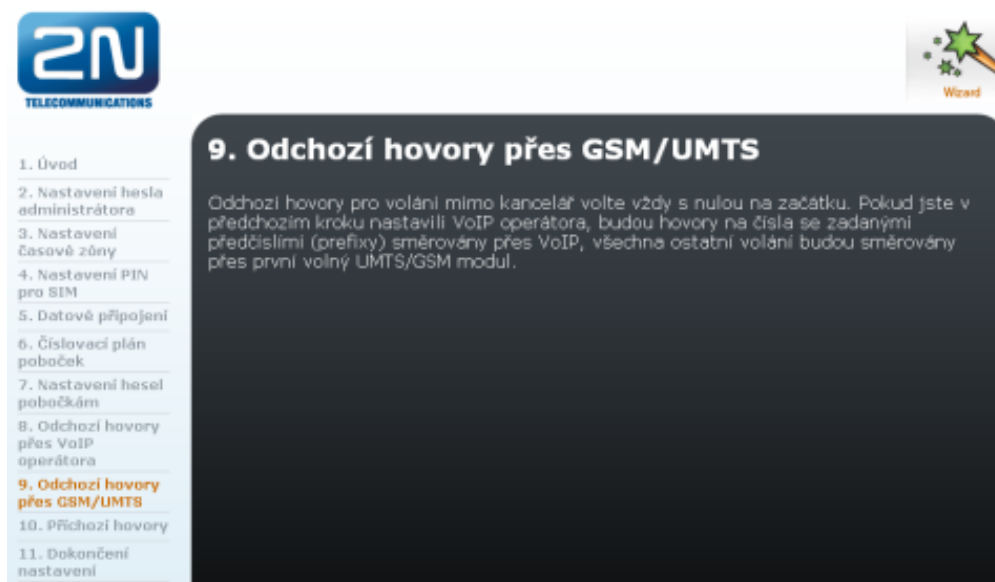 2N
TELECOMMUNICATIONS
Wizard
1. Úvod
2. Nastavení hesla
administrátora
3. Nastavení
časové zóny
4. Nastavení PIN
pro SIM
5. Datové připojení
6. Číslovací plán
poboček
7. Nastavení hesel
pobočkám
8. Odchozí hovory
přes VoIP
operátora
9. Odchozí hovory
přes GSM/UMTS
10. Příchozí hovory
11. Dokončení
nastavení
9. Odchozí hovory přes GSM/UMTS
Odchozí hovory pro volání mimo kancelář volte vždy s nulou na začátku. Pokud jste v
předchozím kroku nastavili VoIP operátora, budou hovory na čísla se zadanými
předčíslími (prefixy) směrovány přes VoIP, všechna ostatní volání budou směrovány
přes první volný UMTS/GSM modul.